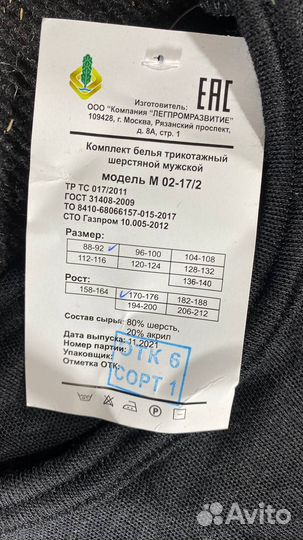 Изготовитель:
ООО "Компания "ЛЕГПРОМРАЗВИТИЕ"
109428, г. Москва, Рязанский проспект,
д. 8А, стр. 1
ЕАС
Комплект белья трикотажный
шерстяной мужской
модель М 02-17/2
ТР ТС 017/2011
ГОСТ 31408-2009
ТО 8410-68066157-015-2017
СТО Газпром 10.005-2012
Размер:
88-92 96-100 104-108
112-116 120-124 128-132
136-140
Рост:
158-164 170-176 182-188
194-200 206-212
Состав сырья: 80% шерсть,
20% акрил
Дата выпуска: 11.2021
Номер партии:
Упаковщик:
Отметка ОТК:
ОТК 6
СОРТ 1
Avito